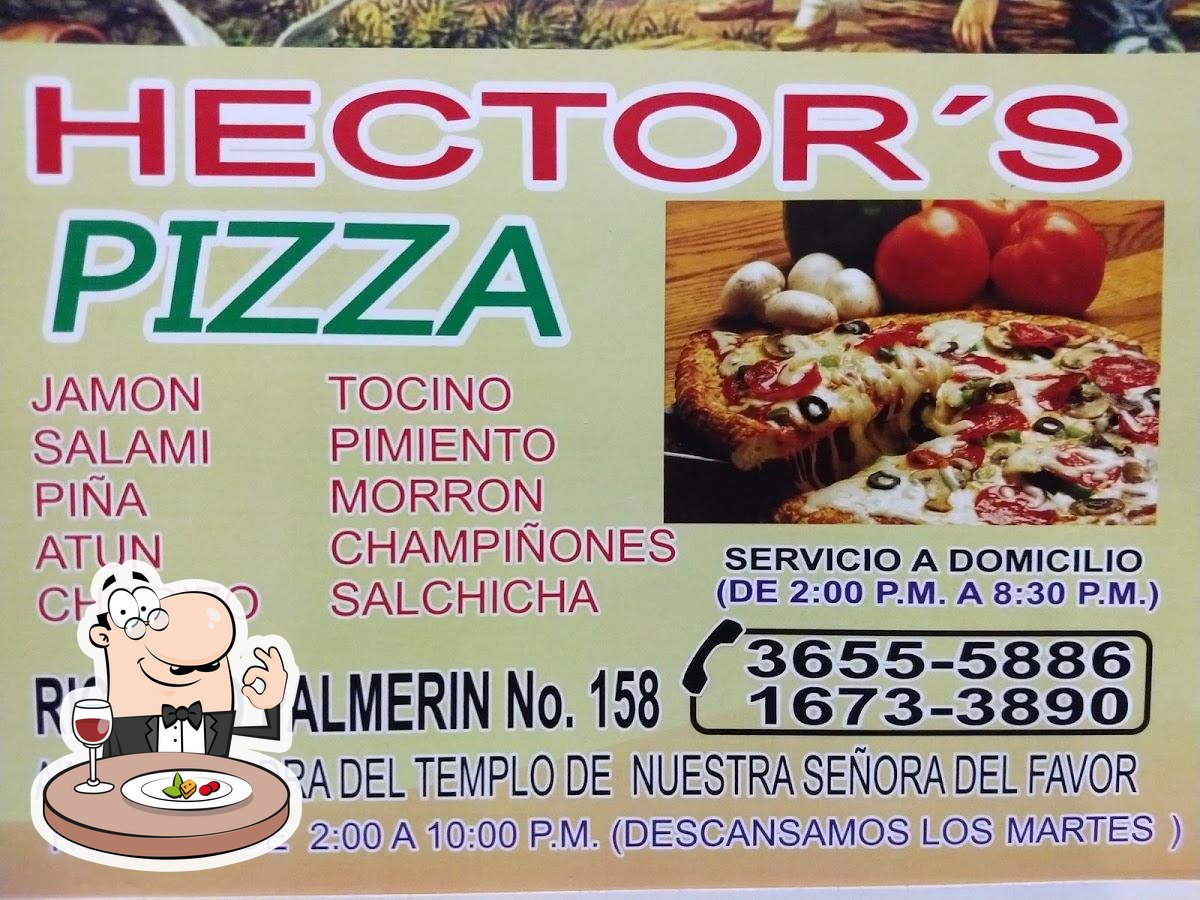 HECTOR´S
PIZZA
JAMON
SALAMI
PIÑA
ATUN
TOCINO
PIMIENTO
MORRON
CHAMPIÑONES
SALCHICHA
SERVICIO A DOMICILIO
(DE 2:00 P.M. A 8:30 P.M.)
3655-5886
1673-3890
No. 158
DEL TEMPLO DE NUESTRA SEÑORA DEL FAVOR
2:00 A 10:00 P.M. (DESCANSAMOS LOS MARTES )